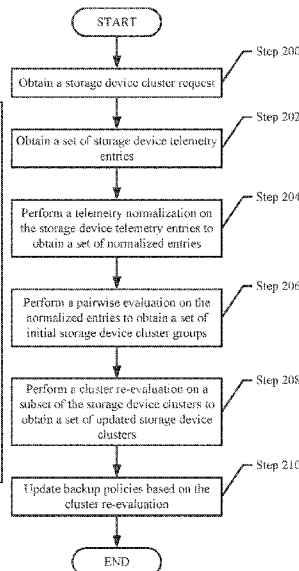 START
Step 200
Obtain a storage device cluster request
Step 202
Obtain a set of storage device telemetry
entries
Step 204
Perform a telemetry normalization on
the storage device telemetry entries to
obtain a set of normalized entries
Step 206
Perform a pairwise evaluation on the
normalized entries to obtain a set of
initial storage device cluster groups
Step 208
Perform a cluster re-evaluation on a
subset of the storage device clusters to
obtain a set of updated storage device
clusters
Step 210
Update backup policies based on the
cluster re-evaluation
END